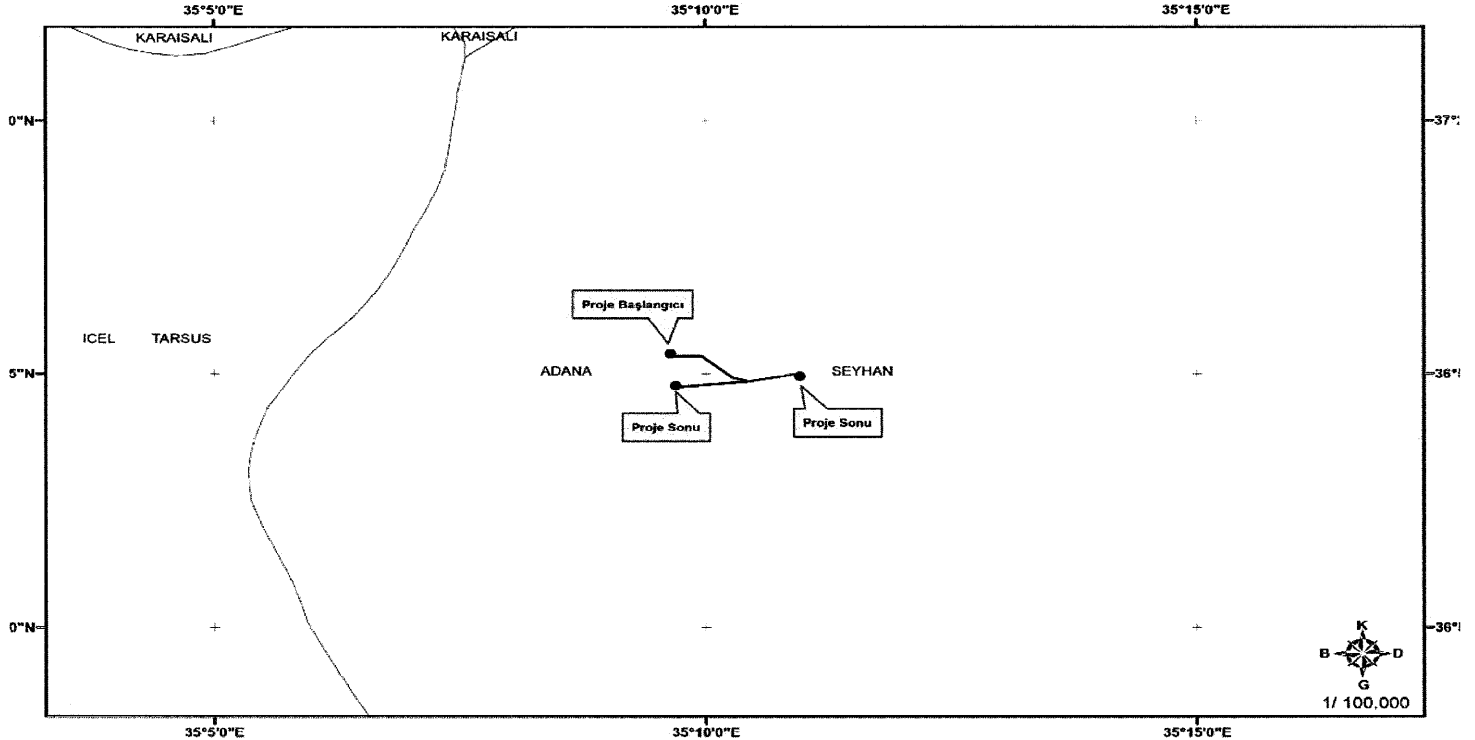 35°5'0"E 35°10'0"E 35°15'0"E
KARAISALI KARAISALI
0"N 37°
Proje Başlangıcı
ICEL TARSUS
ADANA SEYHAN
5"N 36°
Proje Sonu Proje Sonu
0"N 36°
K
B D
G
1/ 100,000
35°5'0"E 35°10'0"E 35°15'0"E